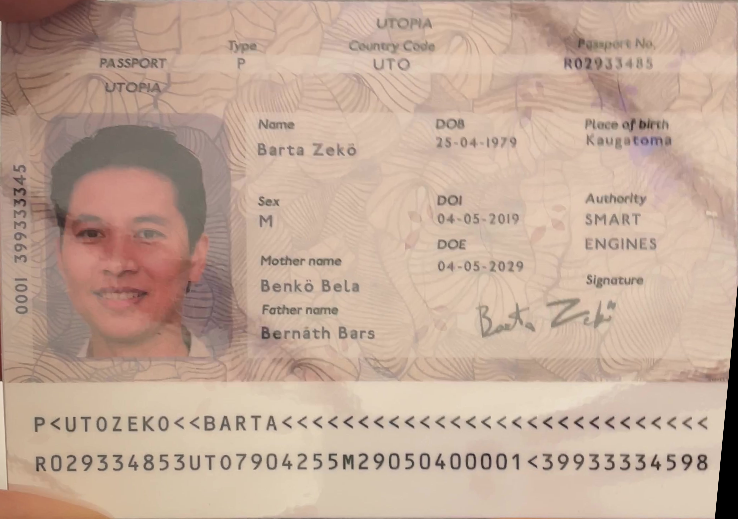 UTOPIA
Type Country Code Passport No.
PASSPORT P UTO R02933485
UTOPIA
Name DOB Place of birth
Barta Zekö 25-04-1979 Kaugatoma
Sex DOI Authority
M 04-05-2019 SMART
DOE ENGINES
Mother name 04-05-2029
Benkö Bela Signature
Father name
Bernáth Bars
Barta Zekö
0001 399333345
P<UTOZEKO<<BARTA<<<<<<<<<<<<<<<<<<<<<<<<<<<<
R029334853UTO7904255M29050400001<39933334598